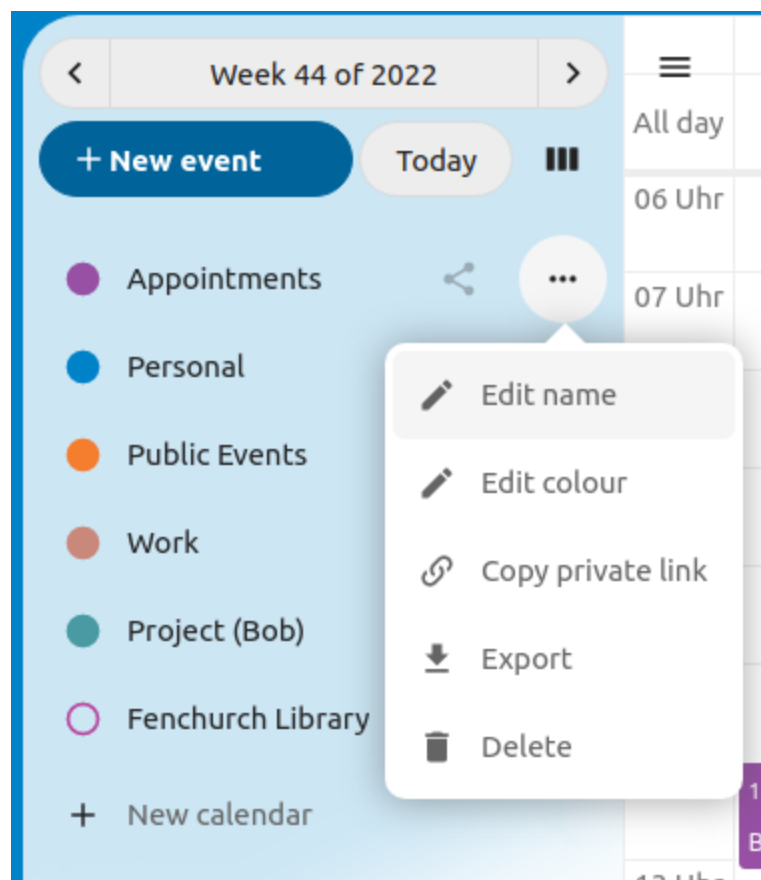 Week 44 of 2022
+ New event
Today
All day
06 Uhr
07 Uhr
Appointments
Personal
Public Events
Work
Project (Bob)
Fenchurch Library
+ New calendar
Edit name
Edit colour
Copy private link
Export
Delete
1
B